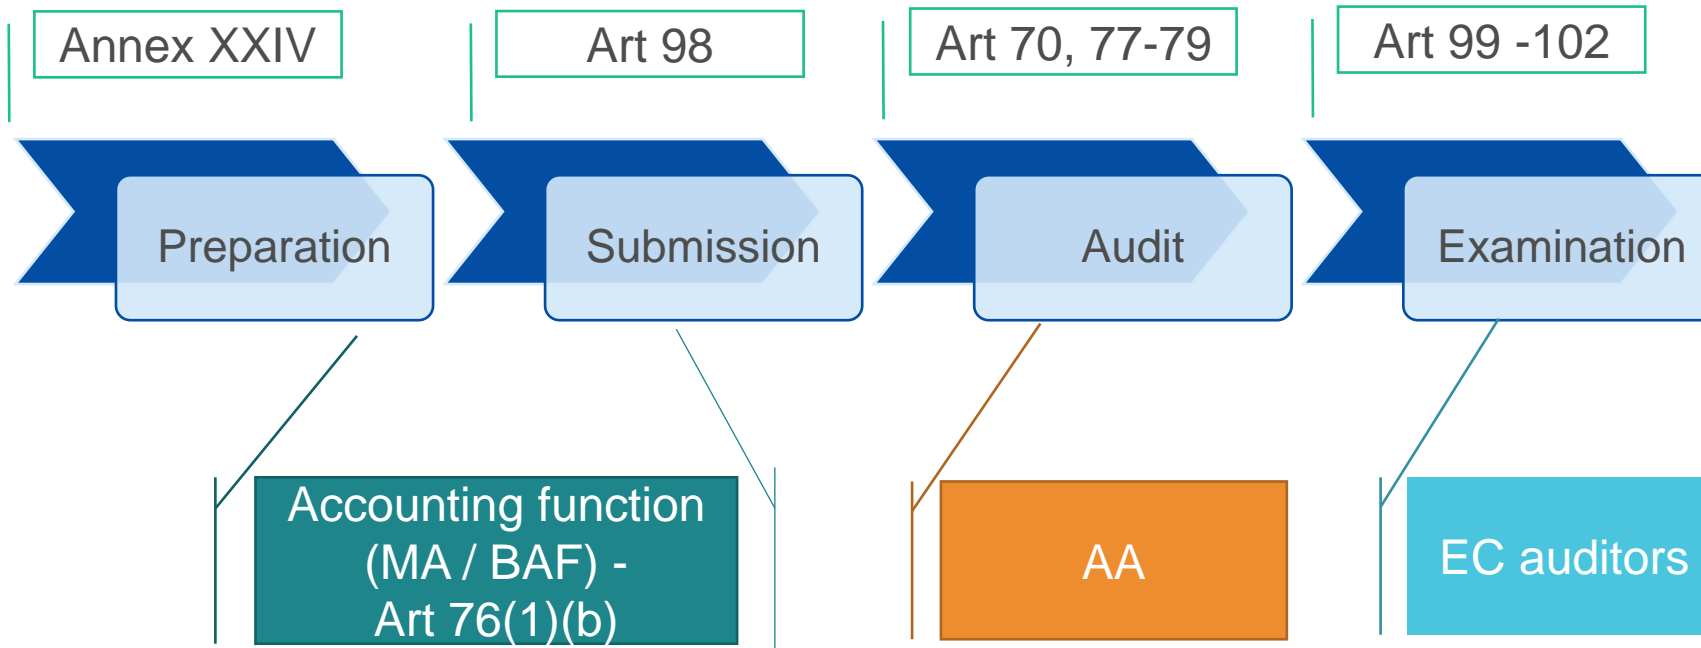 Annex XXIV
Art 98
Art 70, 77-79
Art 99 -102
Preparation
Submission
Audit
Examination
Accounting function
(MA / BAF) -
Art 76(1)(b)
AA
EC auditors